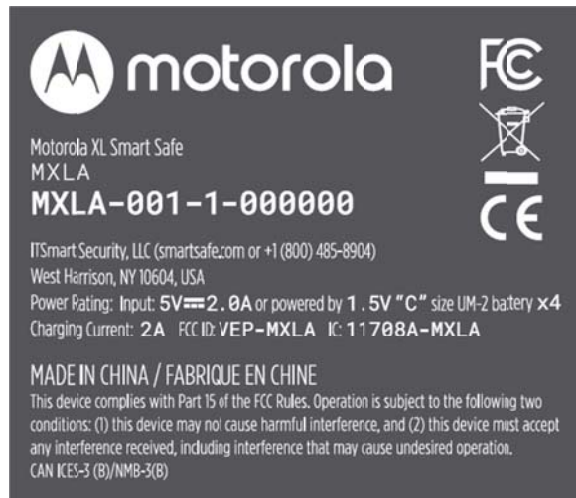 motorola
FC
Motorola XL Smart Safe
MXLA
MXLA-001-1-000000
CE
ITSmart Security, LLC (smartsafe.com or +1 (800) 485-8904)
West Harrison, NY 10604, USA
Power Rating: Input: 5V⎓2.0A or powered by 1.5V "C" size UM-2 battery x4
Charging Current: 2A FCC ID: VEP-MXLA IC: 11708A-MXLA
MADE IN CHINA / FABRIQUE EN CHINE
This device complies with Part 15 of the FCC Rules. Operation is subject to the following two
conditions: (1) this device may not cause harmful interference, and (2) this device must accept
any interference received, including interference that may cause undesired operation.
CAN ICES-3 (B)/NMB-3(B)